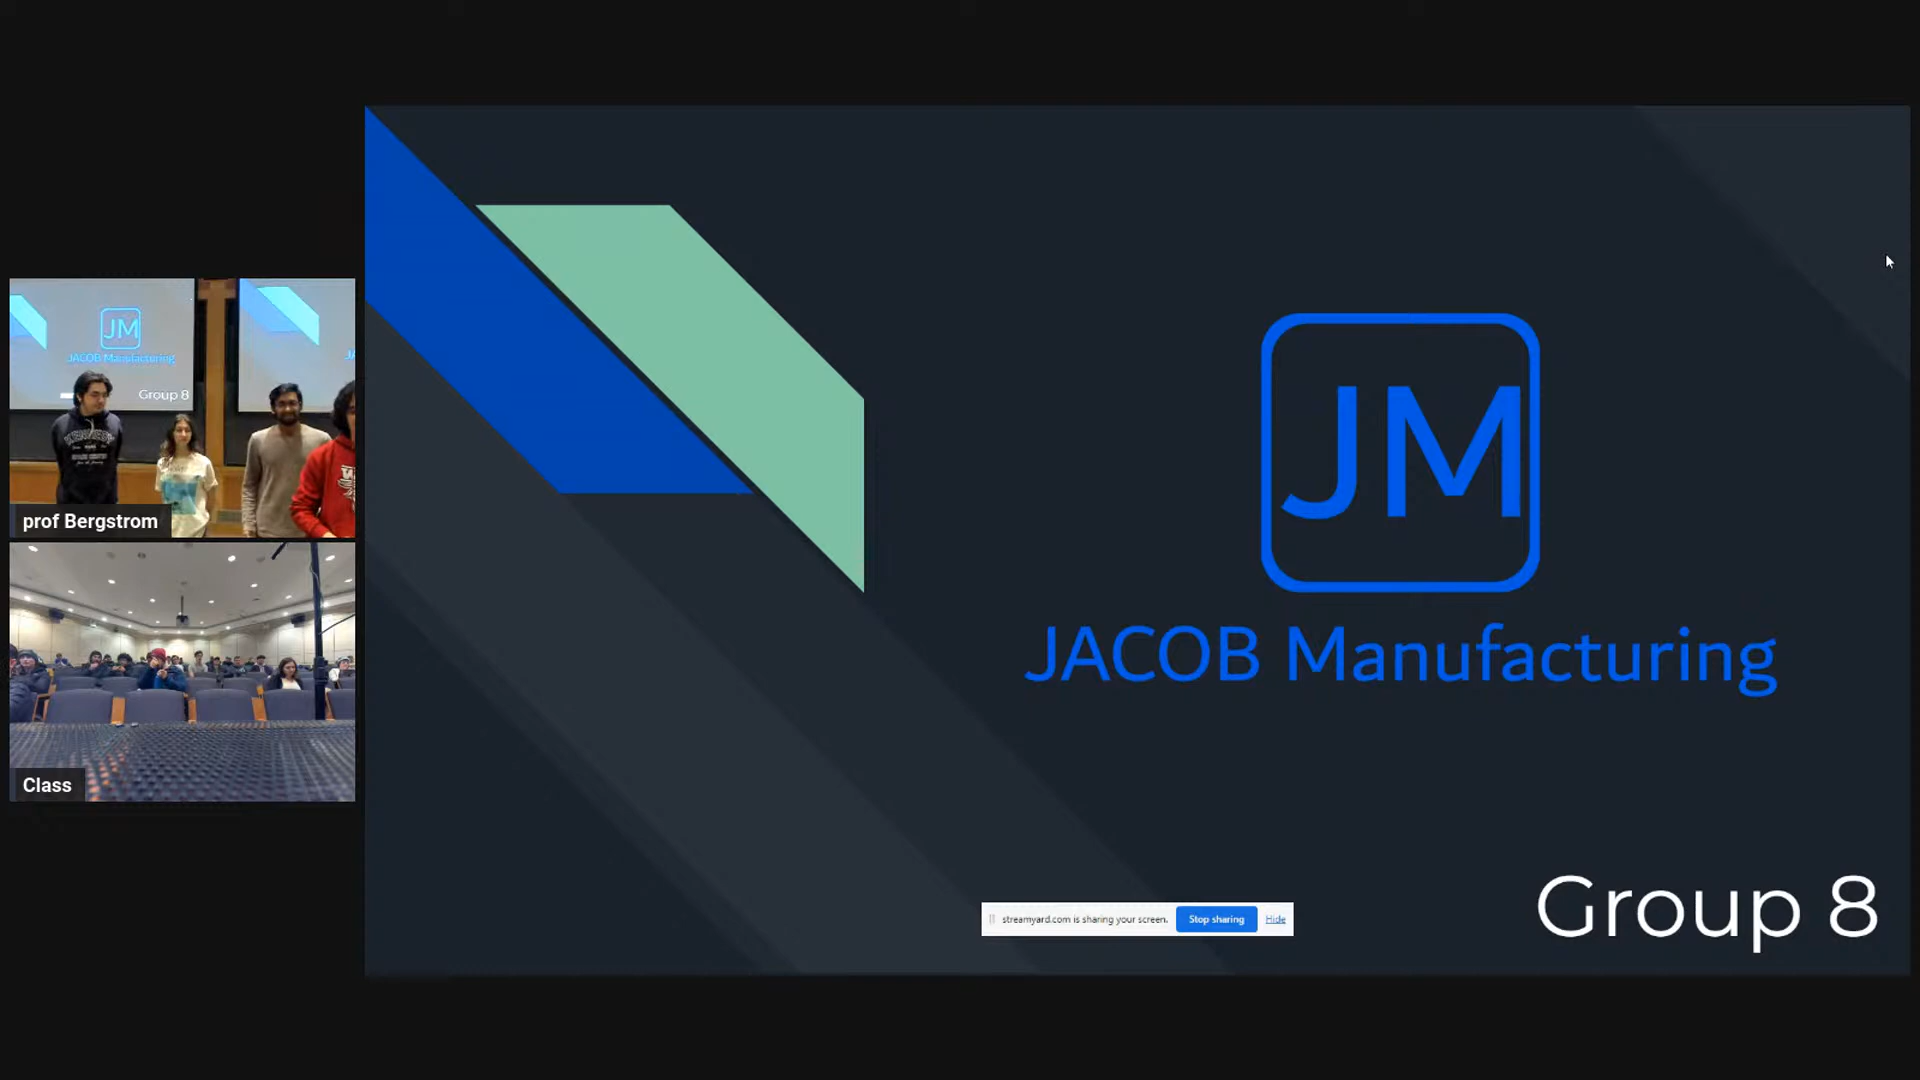 JM
JACOB Manufacturing
Group 8
prof Bergstrom
Class
JM
JACOB Manufacturing
streamyard.com is sharing your screen. Stop sharing Hide
Group 8